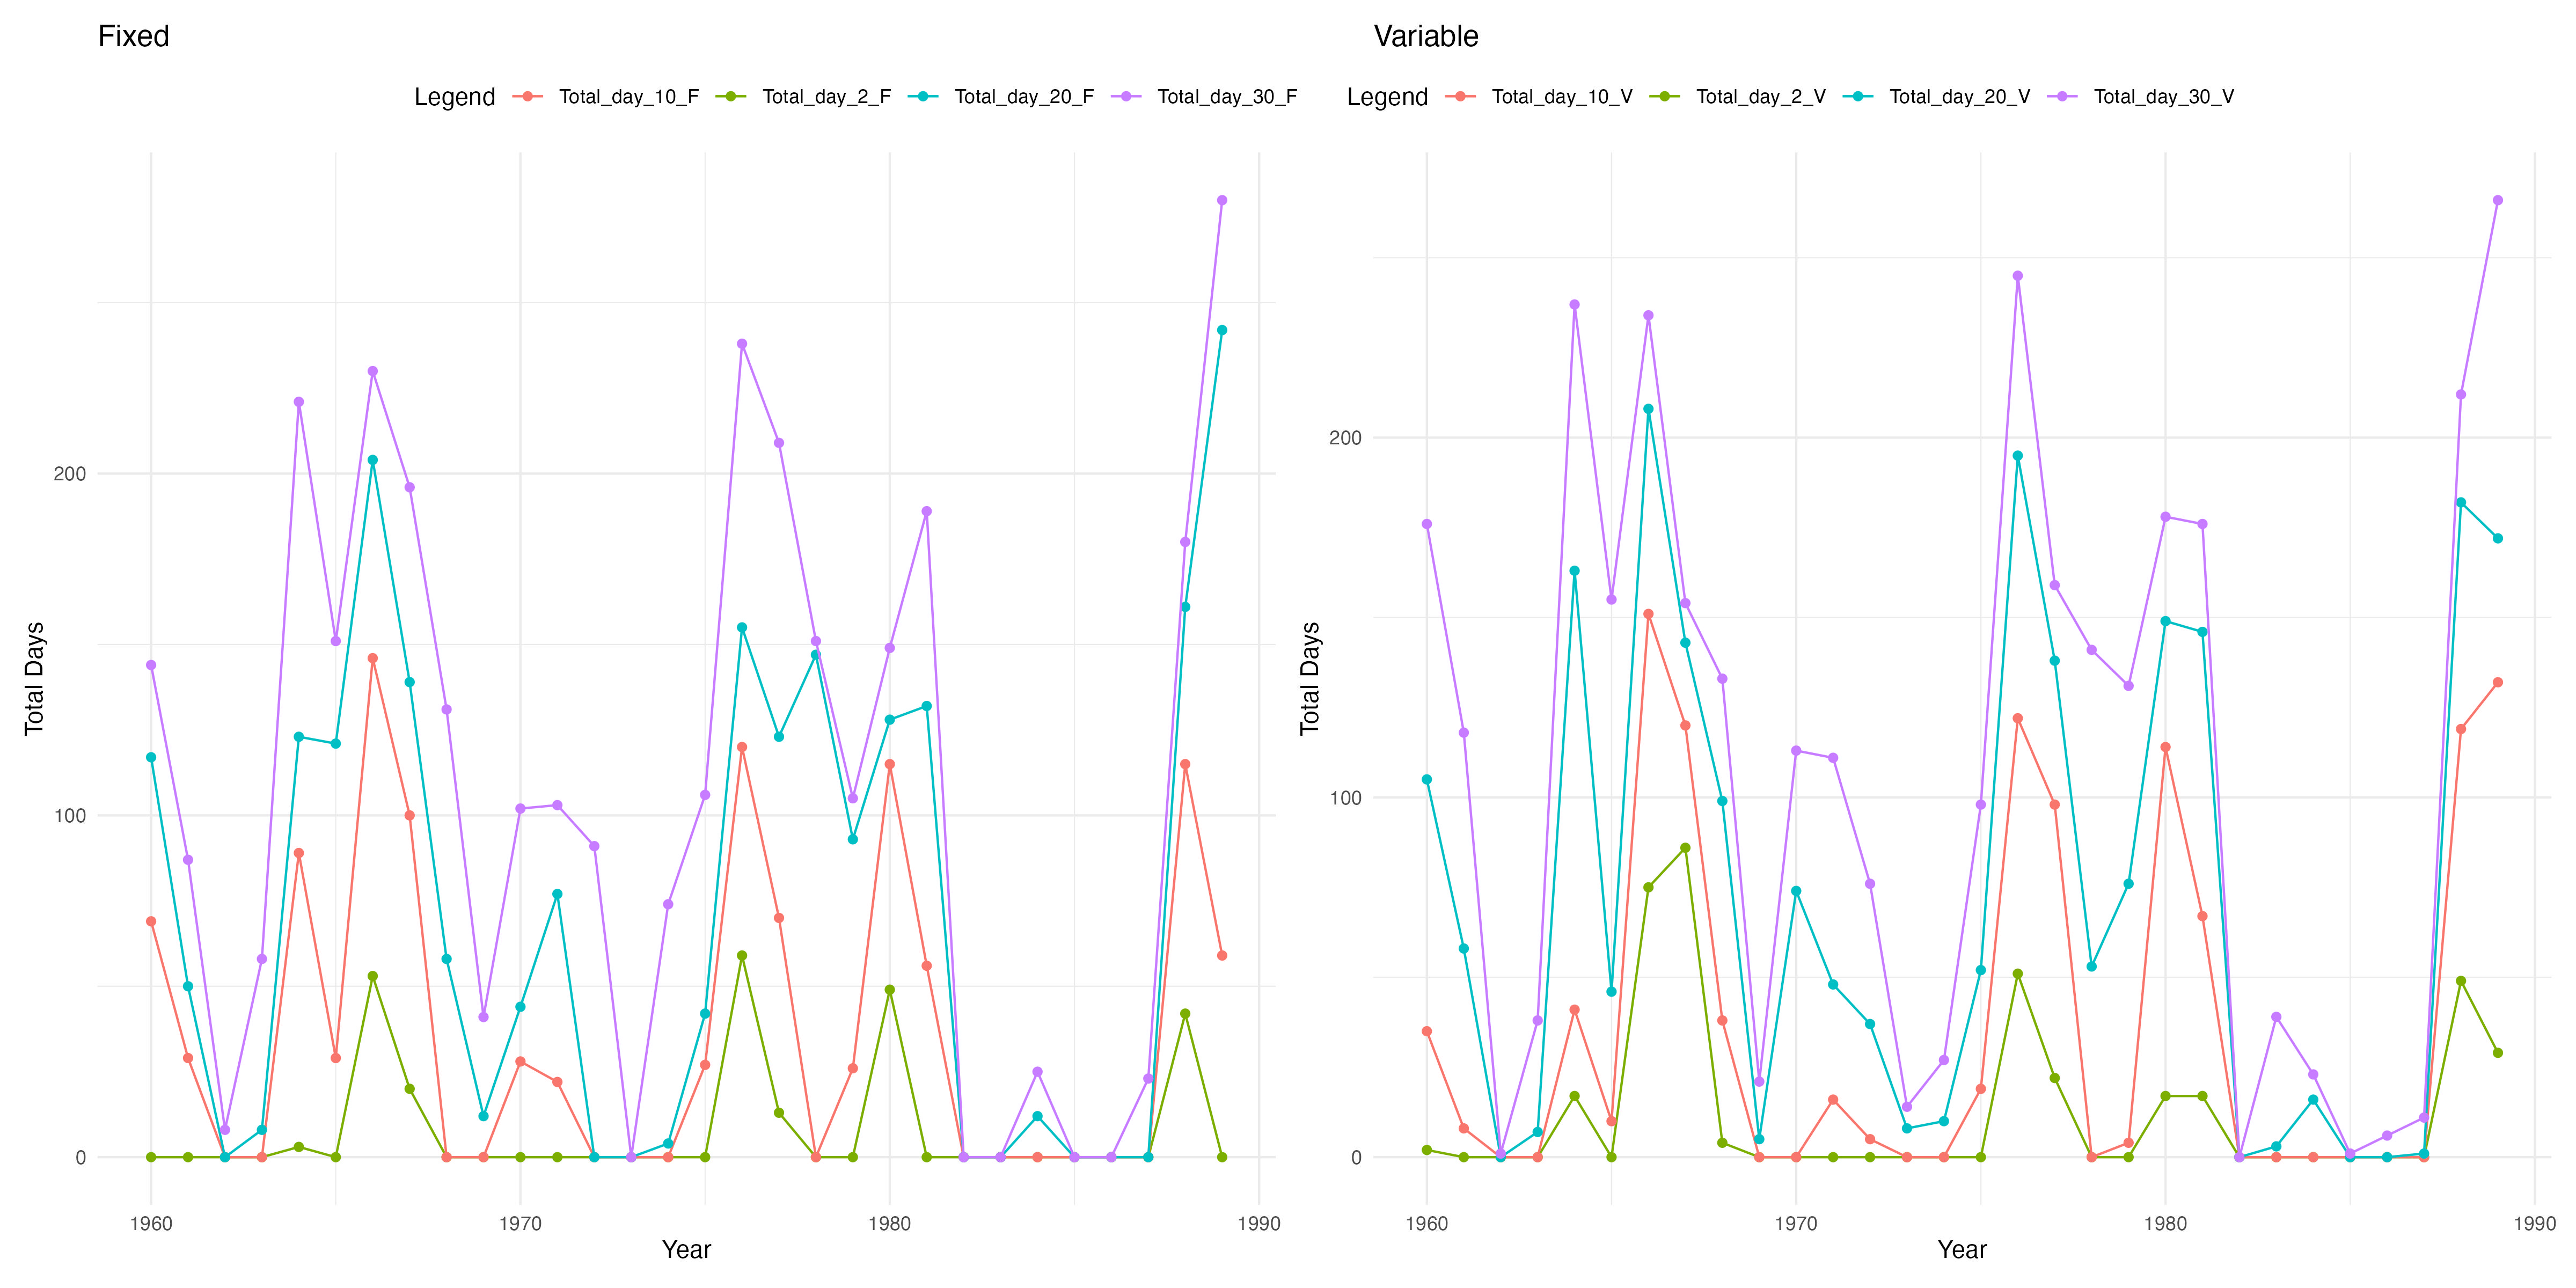 Fixed
Legend Total_day_10_F Total_day_2_F Total_day_20_F Total_day_30_F
Total Days
200
100
0
1960 1970 1980 1990
Year
Variable
Legend Total_day_10_V Total_day_2_V Total_day_20_V Total_day_30_V
Total Days
200
100
0
1960 1970 1980 1990
Year